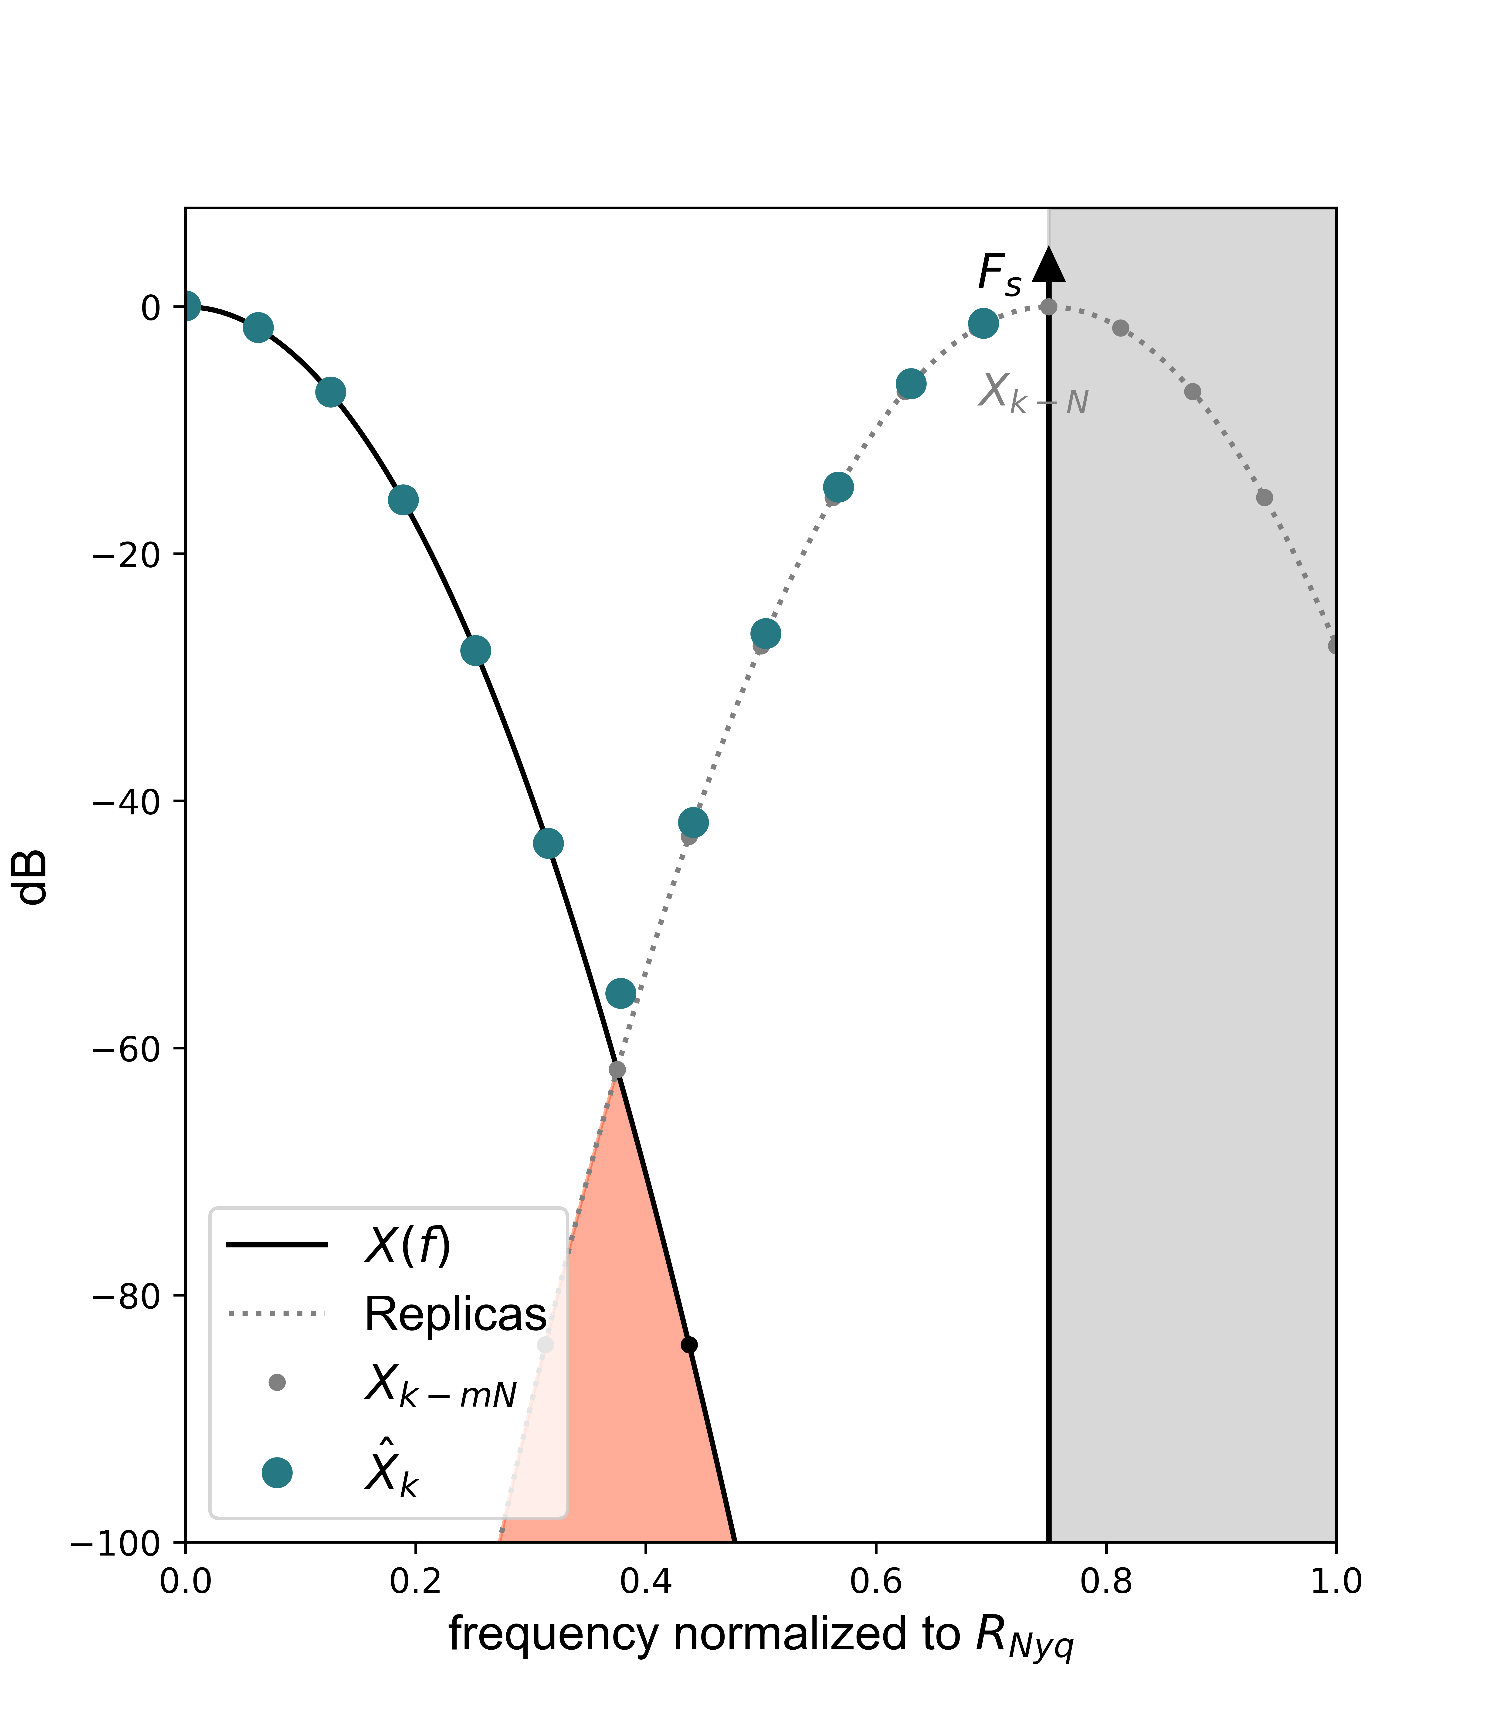 F_s
X_{k-N}
0
−20
−40
−60
−80
−100
dB
X(f)
Replicas
X_{k-mN}
X̂_k
0.0 0.2 0.4 0.6 0.8 1.0
frequency normalized to R_{Nyq}